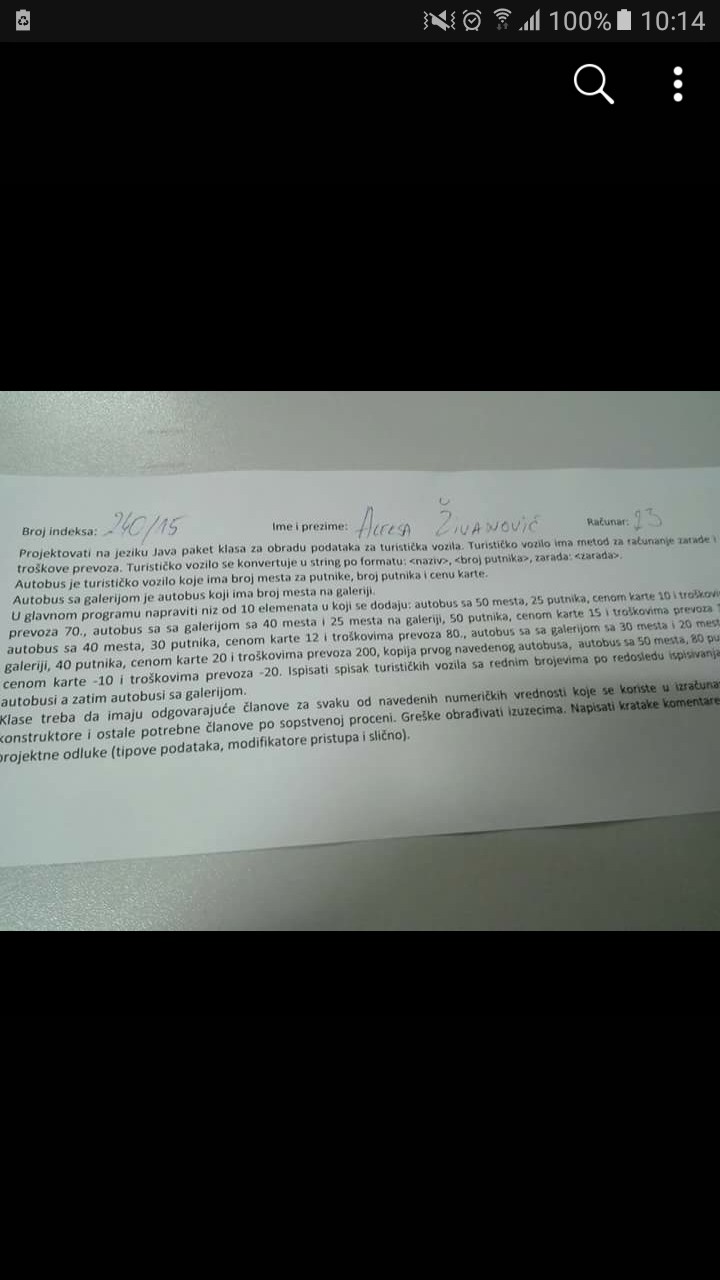 100% 10:14
Broj indeksa: 240/15 Ime i prezime: Živanović Računar: 23
Projektovati na jeziku Java paket klasa za obradu podataka za turistička vozila. Turističko vozilo ima metod za računanje zarade i
troškove prevoza. Turističko vozilo se konvertuje u string po formatu: <naziv>, <broj putnika>, zarada: <zarada>.
Autobus je turističko vozilo koje ima broj mesta za putnike, broj putnika i cenu karte.
Autobus sa galerijom je autobus koji ima broj mesta na galeriji.
U glavnom programu napraviti niz od 10 elemenata u koji se dodaju: autobus sa 50 mesta, 25 putnika, cenom karte 10 i troškovi
prevoza 70., autobus sa sa galerijom sa 40 mesta i 25 mesta na galeriji, 50 putnika, cenom karte 15 i troškovima prevoza
autobus sa 40 mesta, 30 putnika, cenom karte 12 i troškovima prevoza 80., autobus sa sa galerijom sa 30 mesta i 20 mest
galeriji, 40 putnika, cenom karte 20 i troškovima prevoza 200, kopija prvog navedenog autobusa, autobus sa 50 mesta, 80 pu
cenom karte -10 i troškovima prevoza -20. Ispisati spisak turističkih vozila sa rednim brojevima po redosledu ispisivanja
autobusi a zatim autobusi sa galerijom.
Klase treba da imaju odgovarajuće članove za svaku od navedenih numeričkih vrednosti koje se koriste u izračuna
konstruktore i ostale potrebne članove po sopstvenoj proceni. Greške obrađivati izuzecima. Napisati kratake komentare
projektne odluke (tipove podataka, modifikatore pristupa i slično).